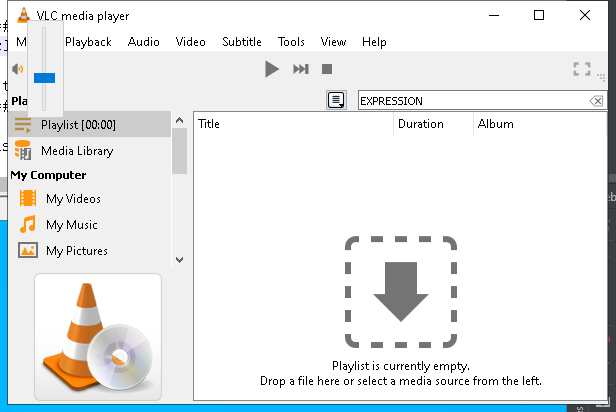 VLC media player
Playback Audio Video Subtitle Tools View Help
EXPRESSION
Playlist [00:00]
Media Library
My Computer
My Videos
My Music
My Pictures
Title Duration Album
Playlist is currently empty.
Drop a file here or select a media source from the left.